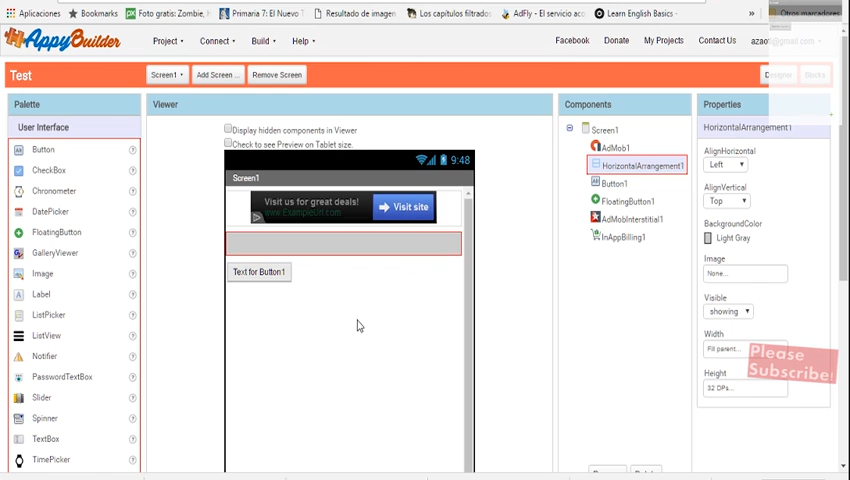 Aplicaciones
Bookmarks
Foto gratis: Zombie, H
Primaria 7: El Nuevo T
Resultado de imagen
Los capítulos filtrados
AdFly - El servicio aco
Learn English Basics -
»
Otros marcadores
AppyBuilder
Project
Connect
Build
Help
Facebook
Donate
My Projects
Contact Us
Test
Screen1
Add Screen ...
Remove Screen
Designer
Blocks
Palette
Viewer
Components
Properties
User Interface
Button
CheckBox
Chronometer
DatePicker
FloatingButton
GalleryViewer
Image
Label
ListPicker
ListView
Notifier
PasswordTextBox
Slider
Spinner
TextBox
TimePicker
Display hidden components in Viewer
Check to see Preview on Tablet size.
9:48
Screen1
Visit us for great deals!
www.ExampleUrl.com
Visit site
Text for Button1
Screen1
AdMob1
HorizontalArrangement1
Button1
FloatingButton1
AdMobInterstitial1
InAppBilling1
HorizontalArrangement1
AlignHorizontal
Left
AlignVertical
Top
BackgroundColor
Light Gray
Image
None...
Visible
showing
Width
Fill parent...
Height
32 DPs...
Please
Subscribe!